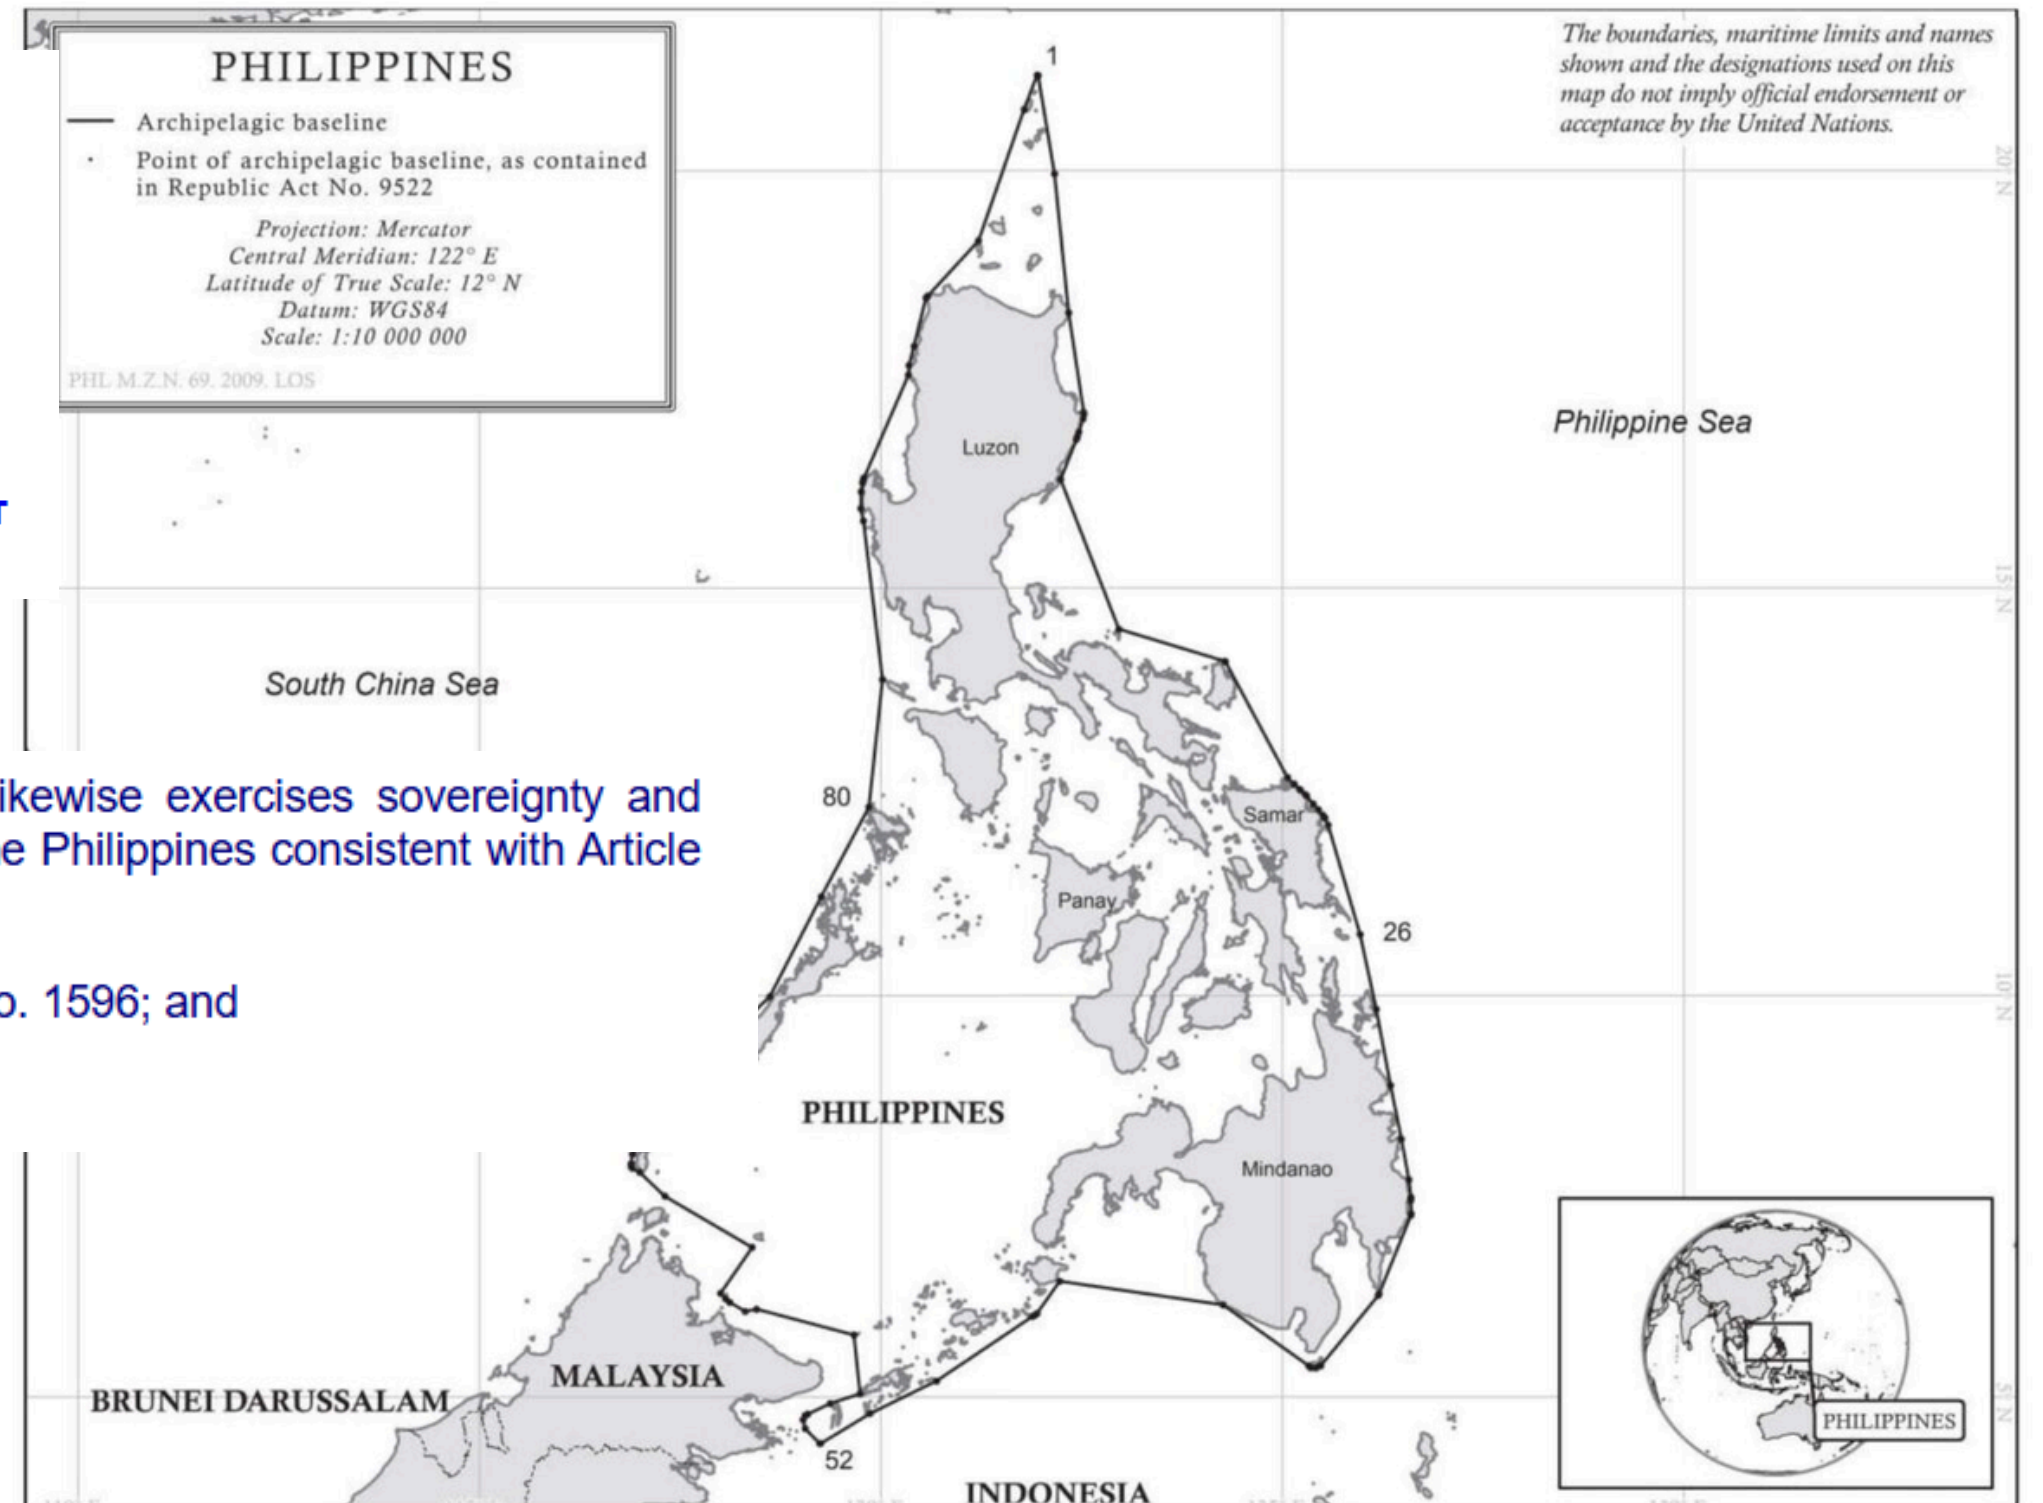 PHILIPPINES
Archipelagic baseline
Point of archipelagic baseline, as contained
in Republic Act No. 9522
Projection: Mercator
Central Meridian: 122° E
Latitude of True Scale: 12° N
Datum: WGS84
Scale: 1:10 000 000
PHL M.Z.N. 69. 2009. LOS
The boundaries, maritime limits and names
shown and the designations used on this
map do not imply official endorsement or
acceptance by the United Nations.
1
20° N
Philippine Sea
Luzon
15° N
South China Sea
ikewise exercises sovereignty and
e Philippines consistent with Article
80
Samar
Panay
26
o. 1596; and
10° N
PHILIPPINES
Mindanao
MALAYSIA
BRUNEI DARUSSALAM
5° N
PHILIPPINES
52
INDONESIA